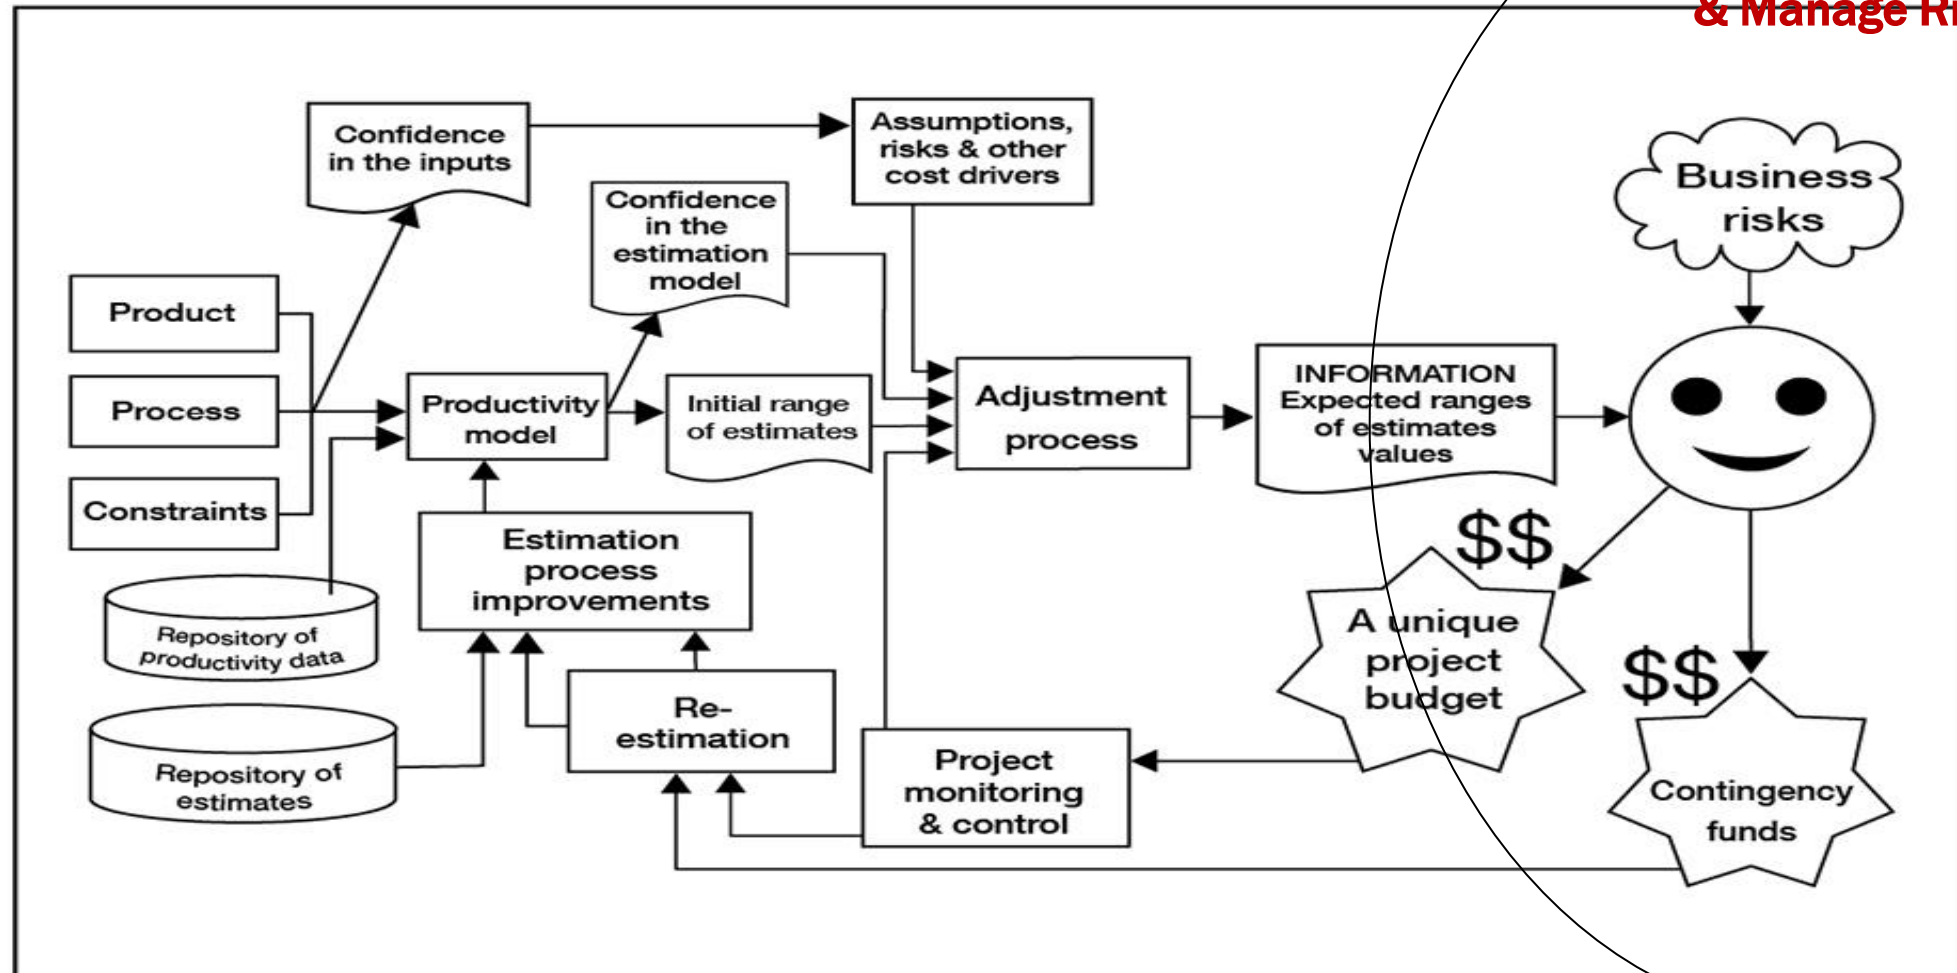 & Manage Ri
Confidence
in the inputs
Assumptions,
risks & other
cost drivers
Confidence
in the
estimation
model
Business
risks
Product
Process
Constraints
Productivity
model
Initial range
of estimates
Adjustment
process
INFORMATION
Expected ranges
of estimates
values
Estimation
process
improvements
$$
A unique
project
budget
Repository of
productivity data
Re-
estimation
$$
Project
monitoring
& control
Repository of
estimates
Contingency
funds